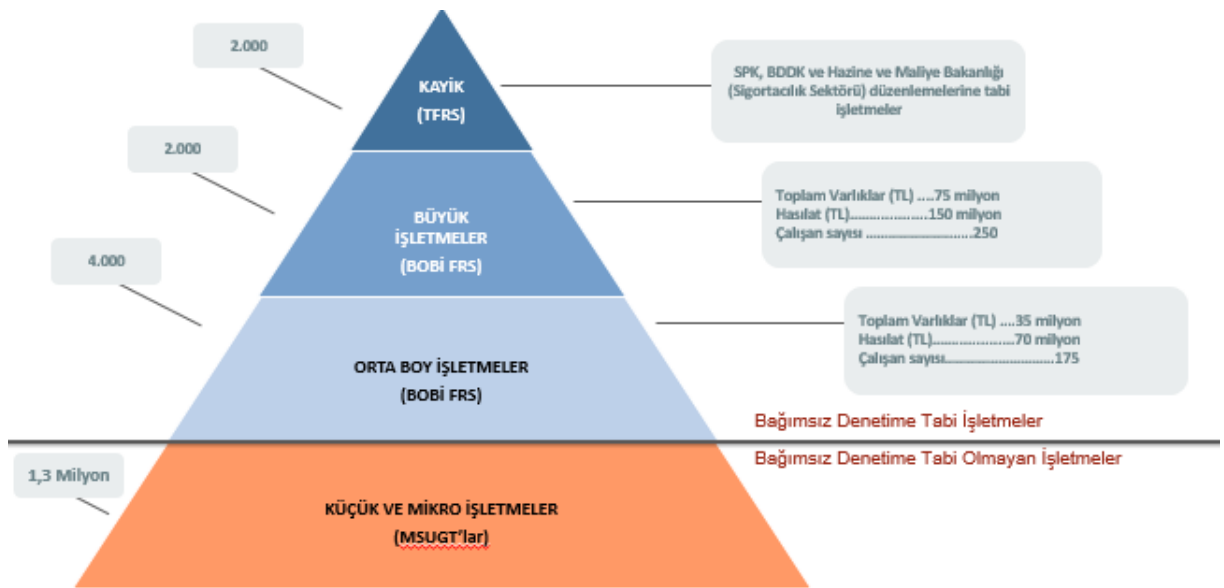 2.000
KAYİK
(TFRS)
SPK, BDDK ve Hazine ve Maliye Bakanlığı
(Sigortacılık Sektörü) düzenlemelerine tabi
işletmeler
2.000
BÜYÜK
İŞLETMELER
(BOBİ FRS)
Toplam Varlıklar (TL) ....75 milyon
Hasılat (TL).....................150 milyon
Çalışan sayısı .............................250
4.000
ORTA BOY İŞLETMELER
(BOBİ FRS)
Toplam Varlıklar (TL) ....35 milyon
Hasılat (TL)......................70 milyon
Çalışan sayısı..............................175
Bağımsız Denetime Tabi İşletmeler
Bağımsız Denetime Tabi Olmayan İşletmeler
1,3 Milyon
KÜÇÜK VE MİKRO İŞLETMELER
(MSUGT'lar)